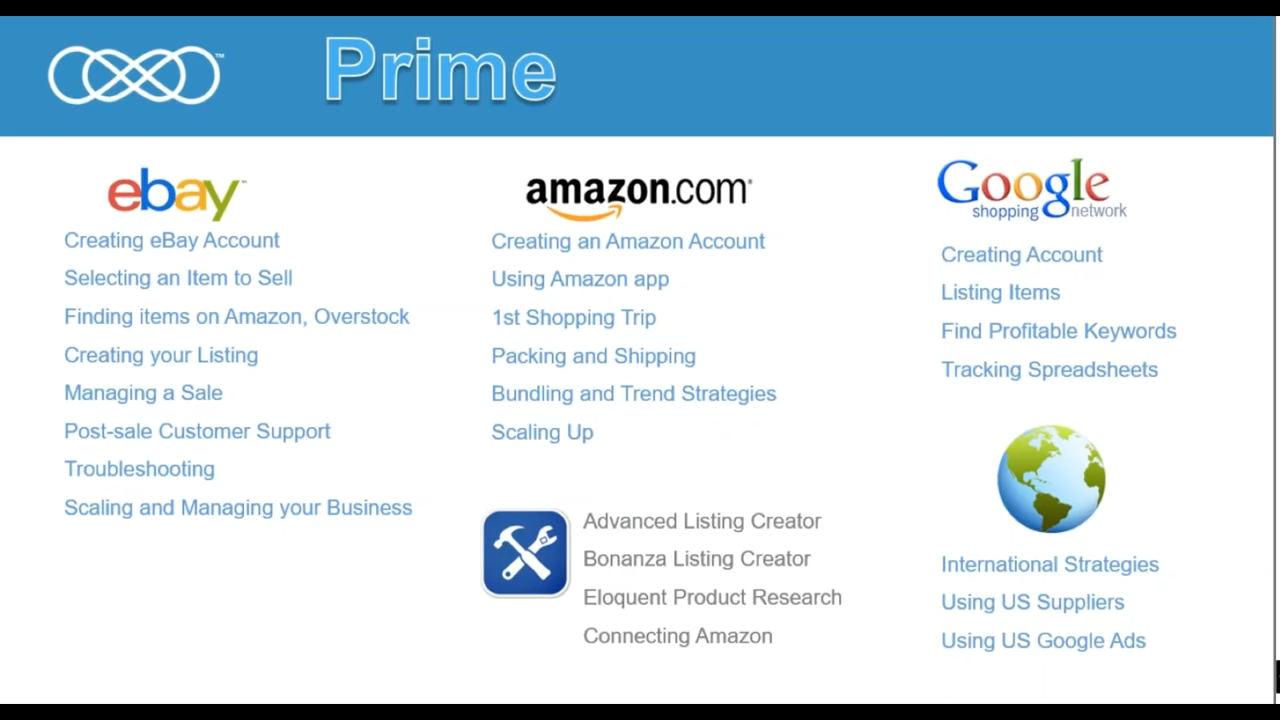 Prime
ebay™
Creating eBay Account
Selecting an Item to Sell
Finding items on Amazon, Overstock
Creating your Listing
Managing a Sale
Post-sale Customer Support
Troubleshooting
Scaling and Managing your Business
amazon.com
Creating an Amazon Account
Using Amazon app
1st Shopping Trip
Packing and Shipping
Bundling and Trend Strategies
Scaling Up
Advanced Listing Creator
Bonanza Listing Creator
Eloquent Product Research
Connecting Amazon
Google
shopping network
Creating Account
Listing Items
Find Profitable Keywords
Tracking Spreadsheets
International Strategies
Using US Suppliers
Using US Google Ads